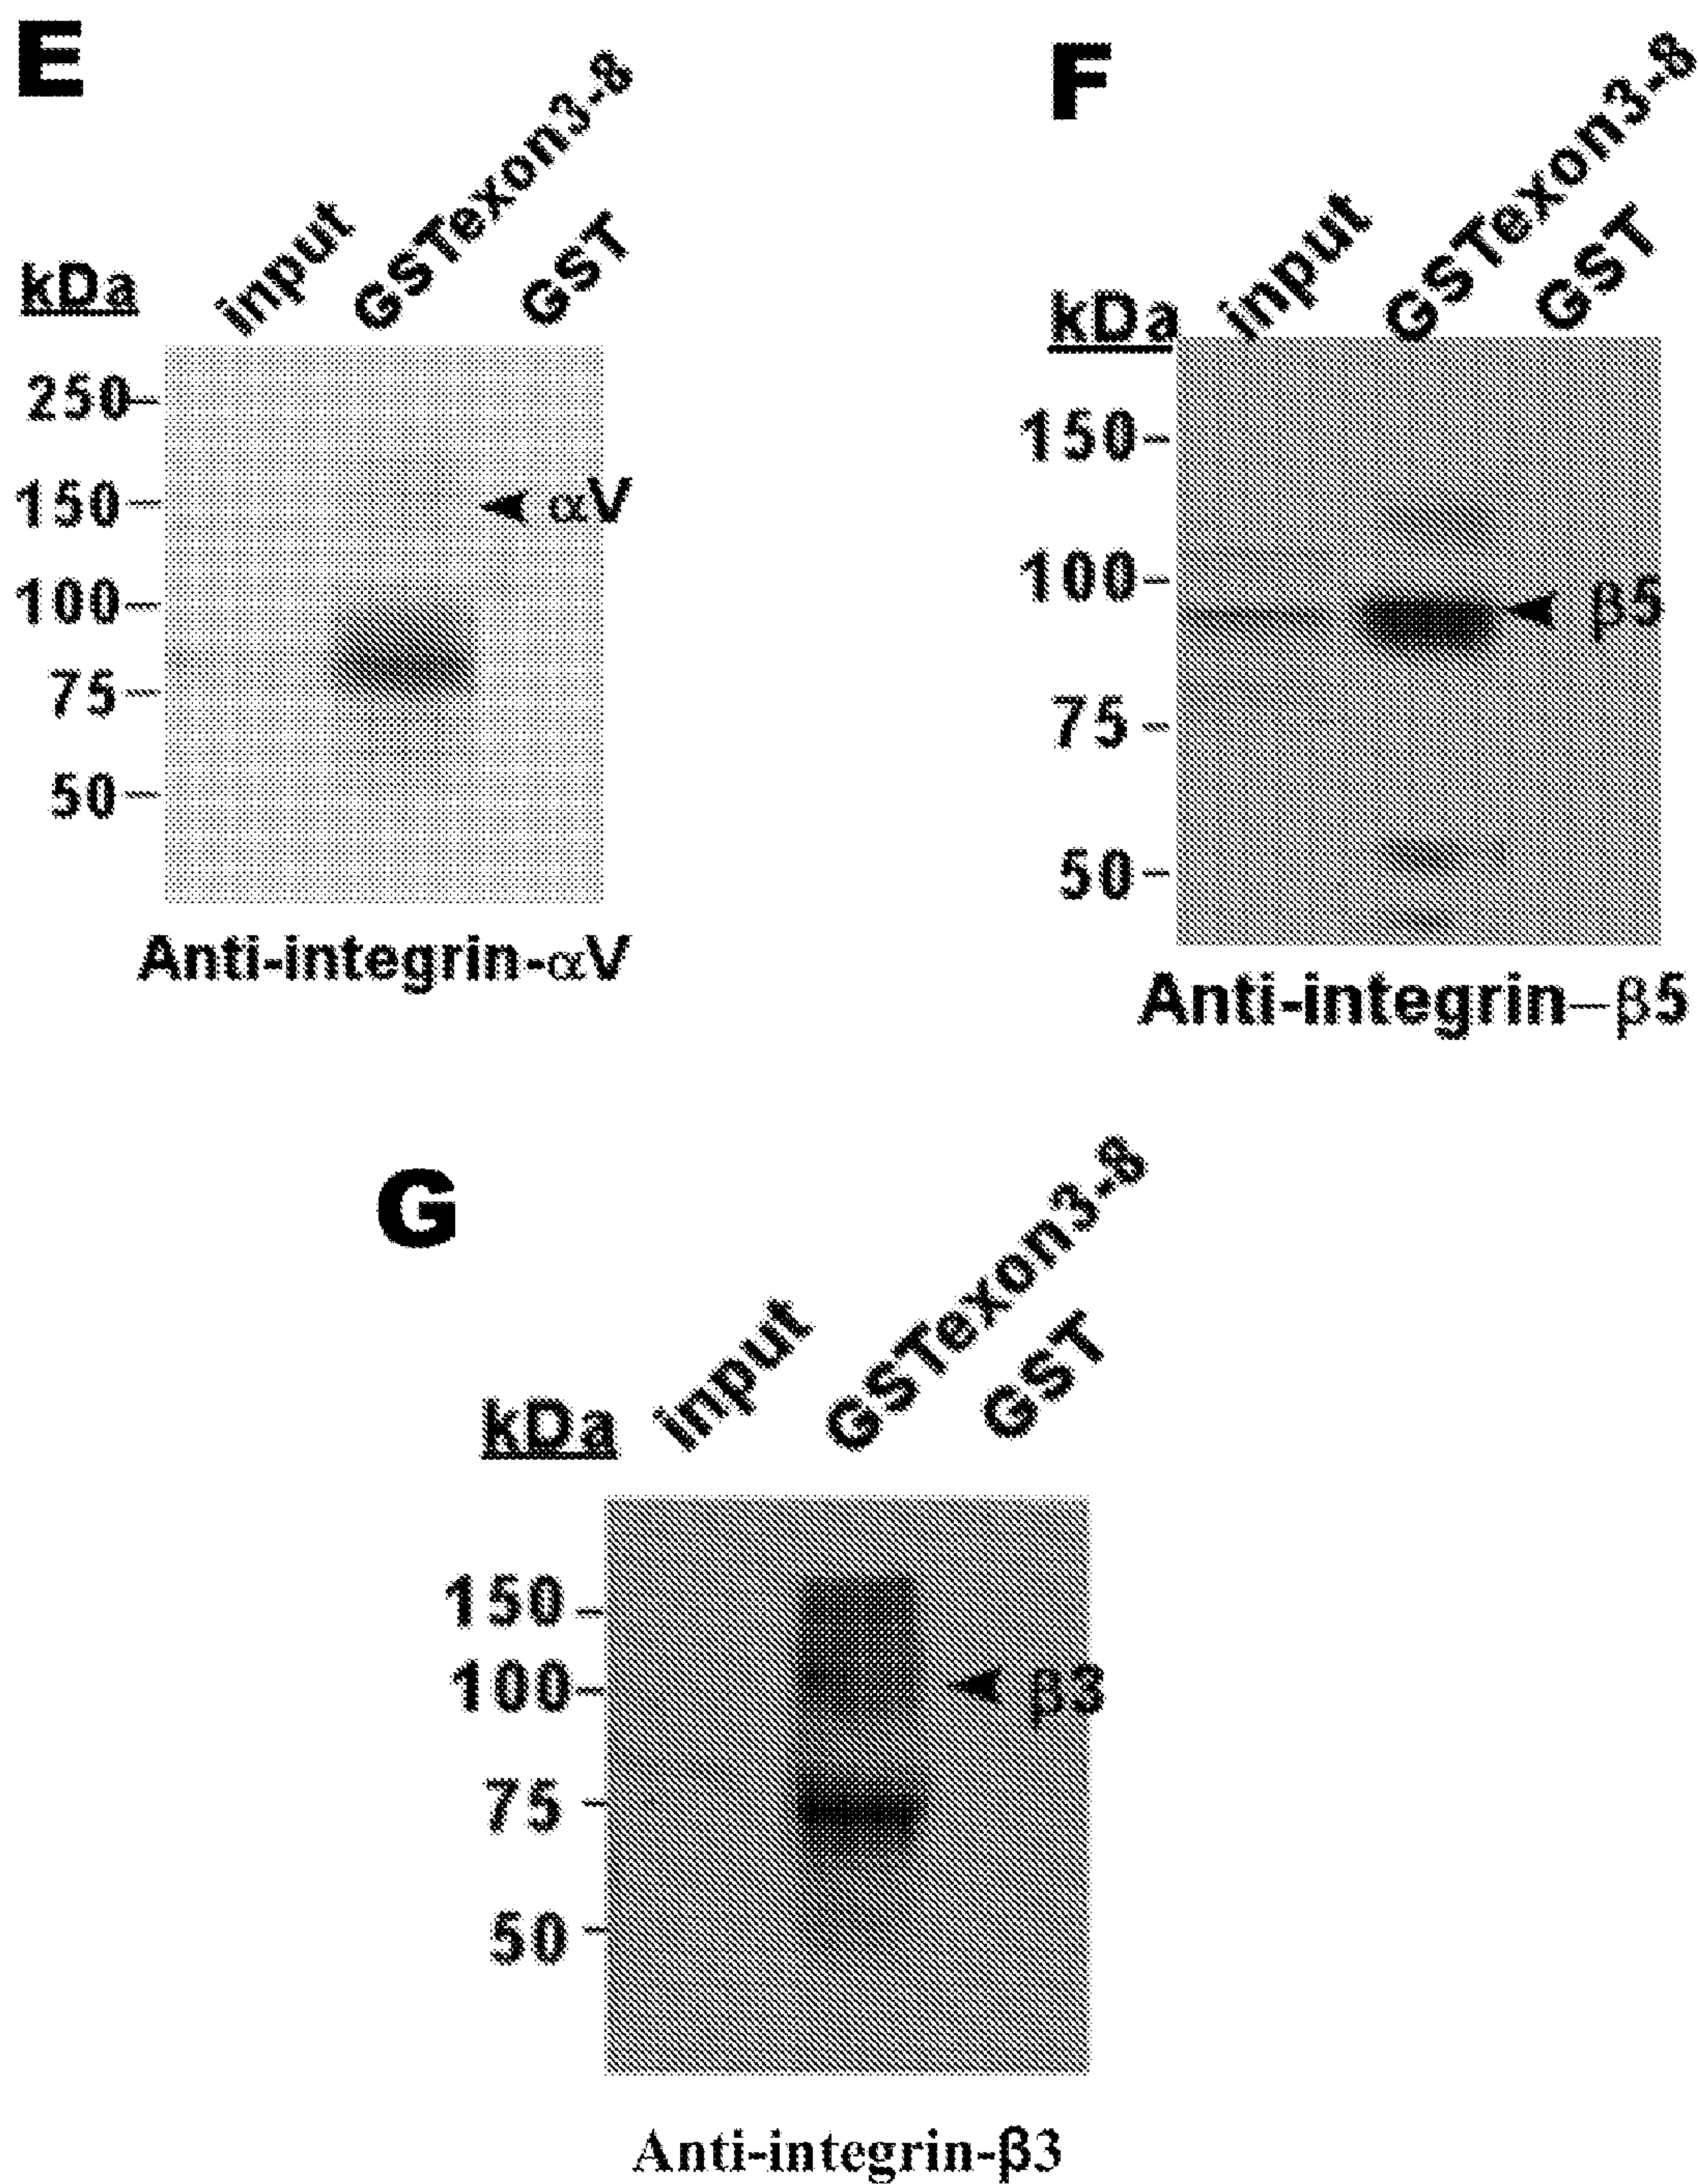 E
input
GSTexon3-8
GST
kDa
250
150
αV
100
75
50
Anti-integrin-αV
F
input
GSTexon3-8
GST
kDa
150
100
β5
75
50
Anti-integrin-β5
G
input
GSTexon3-8
GST
kDa
150
100
β3
75
50
Anti-integrin-β3